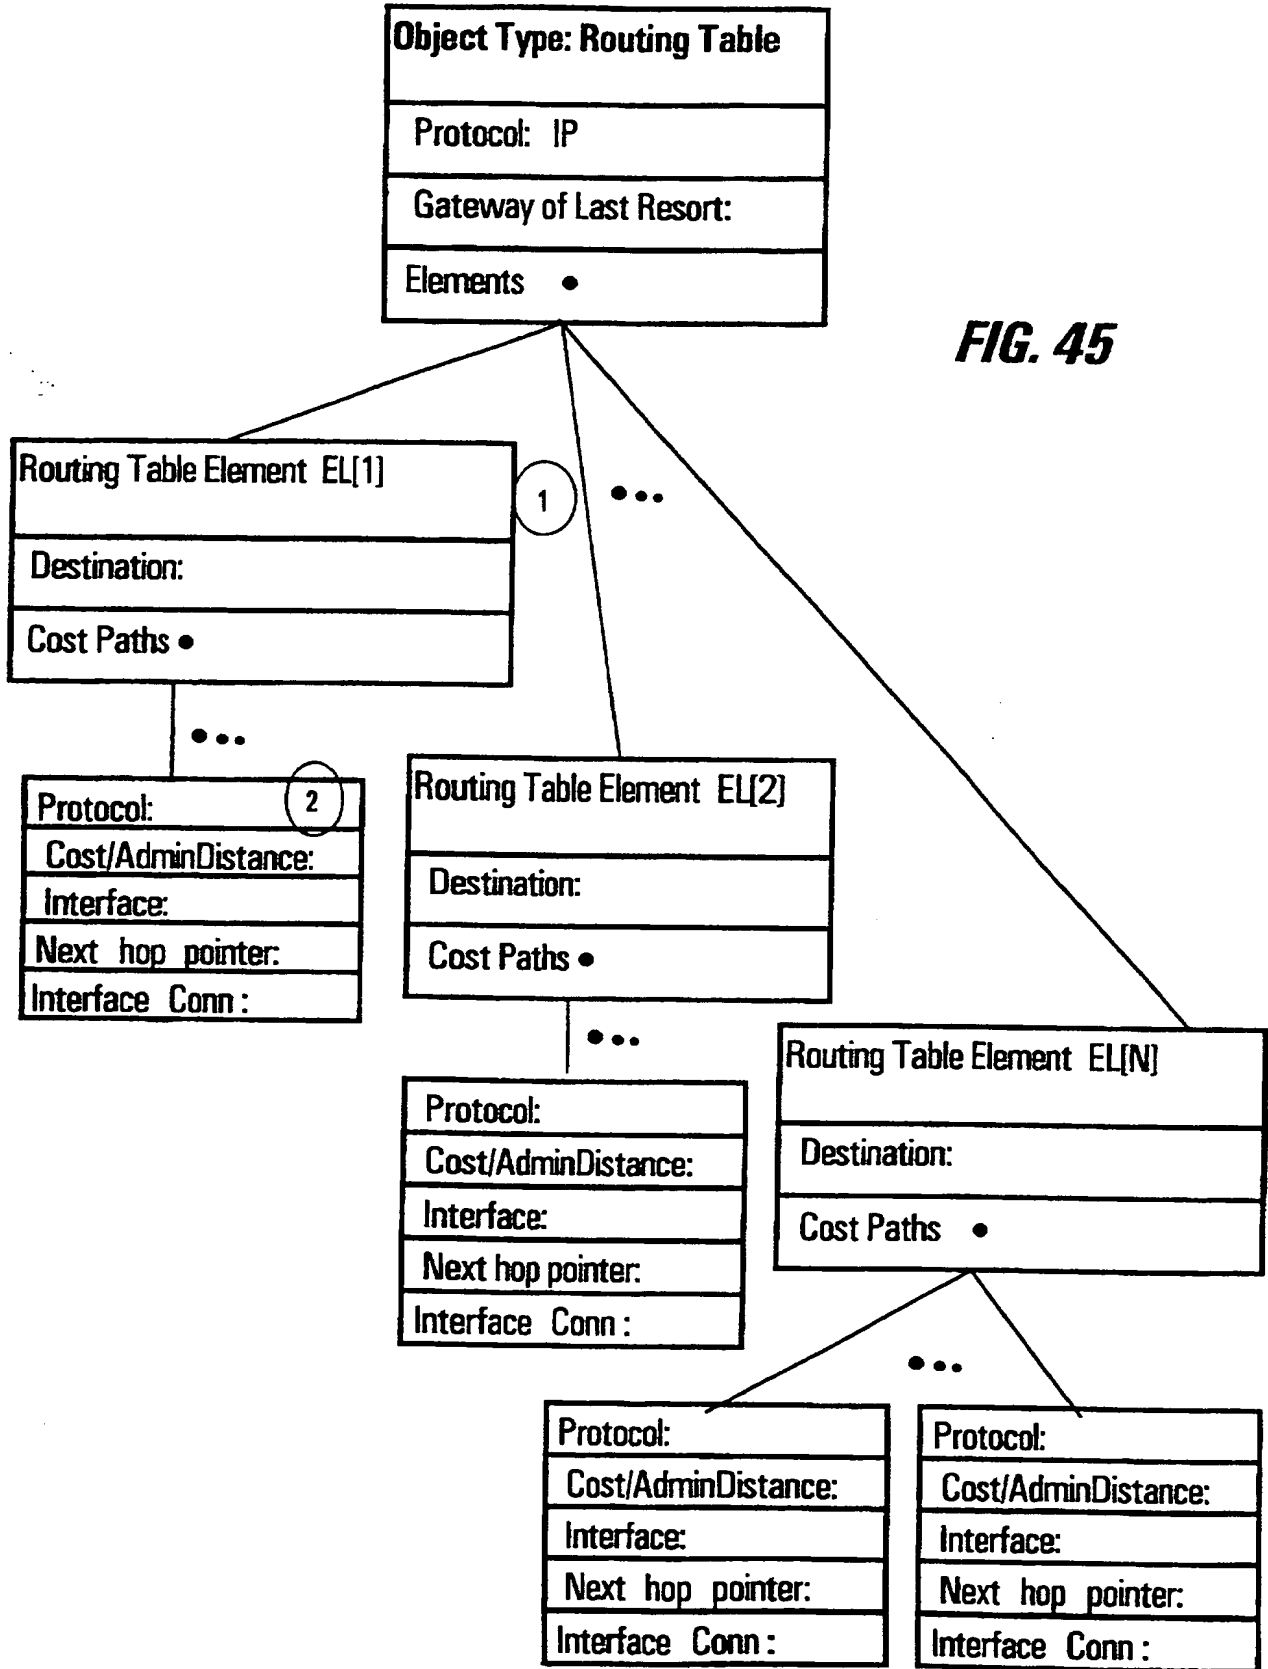 Object Type: Routing Table
Protocol: IP
Gateway of Last Resort:
Elements
FIG. 45
Routing Table Element EL[1]
1
Destination:
Cost Paths
2
Protocol:
Cost/AdminDistance:
Interface:
Next hop pointer:
Interface Conn :
Routing Table Element EL[2]
Destination:
Cost Paths
Protocol:
Cost/AdminDistance:
Interface:
Next hop pointer:
Interface Conn :
Routing Table Element EL[N]
Destination:
Cost Paths
Protocol:
Cost/AdminDistance:
Interface:
Next hop pointer:
Interface Conn :
Protocol:
Cost/AdminDistance:
Interface:
Next hop pointer:
Interface Conn :